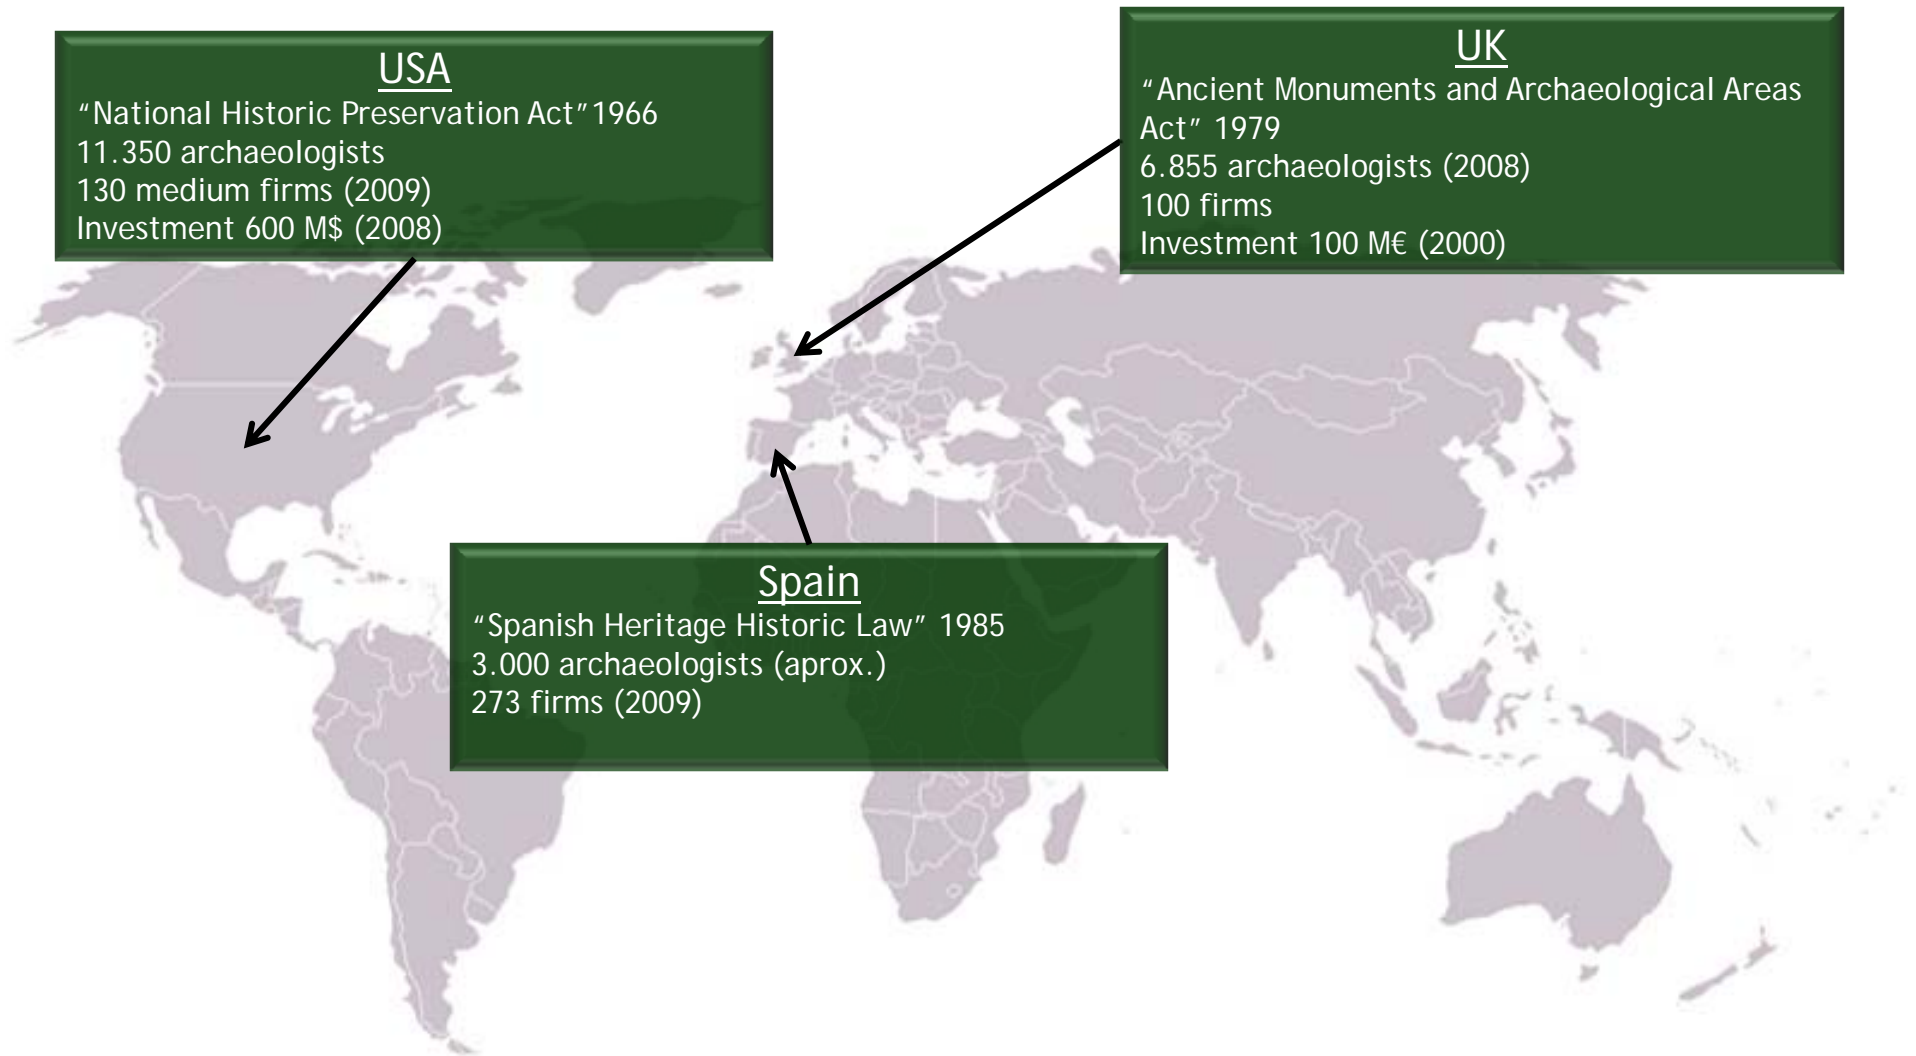 USA
“National Historic Preservation Act”1966
11.350 archaeologists
130 medium firms (2009)
Investment 600 M$ (2008)
UK
“Ancient Monuments and Archaeological Areas
Act” 1979
6.855 archaeologists (2008)
100 firms
Investment 100 M€ (2000)
Spain
“Spanish Heritage Historic Law” 1985
3.000 archaeologists (aprox.)
273 firms (2009)